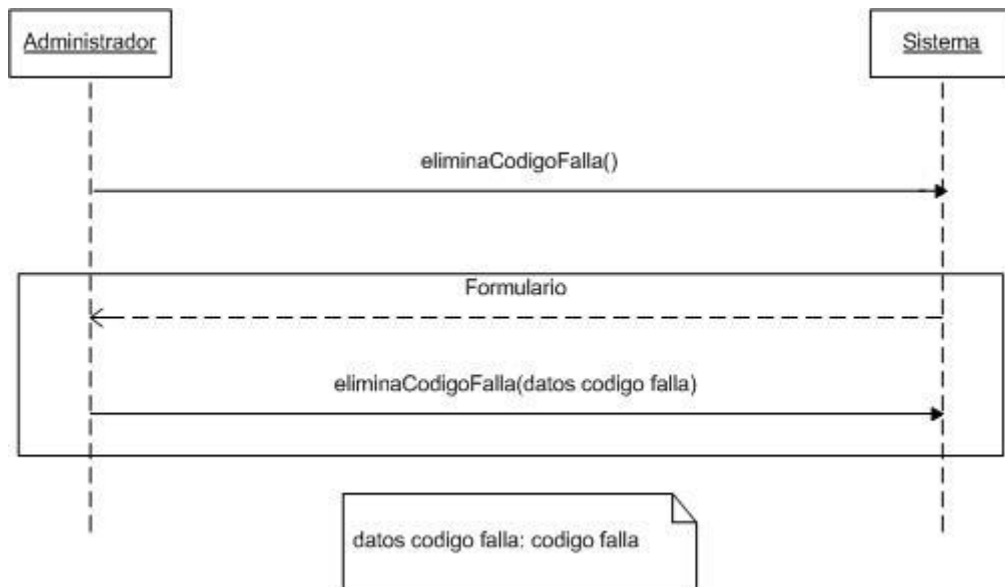 Administrador
Sistema
eliminaCodigoFalla()
Formulario
eliminaCodigoFalla(datos codigo falla)
datos codigo falla: codigo falla